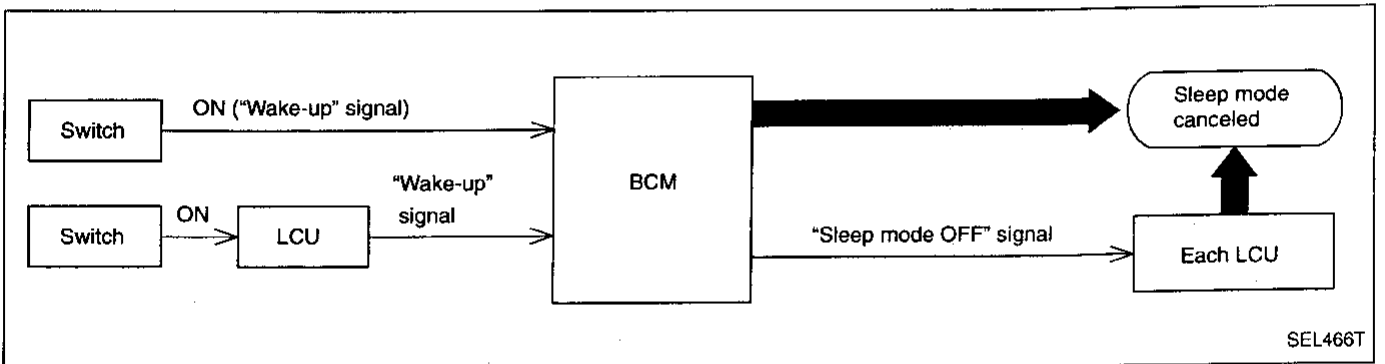 Switch
ON ("Wake-up" signal)
Switch
ON
LCU
"Wake-up"
signal
BCM
Sleep mode
canceled
"Sleep mode OFF" signal
Each LCU
SEL466T